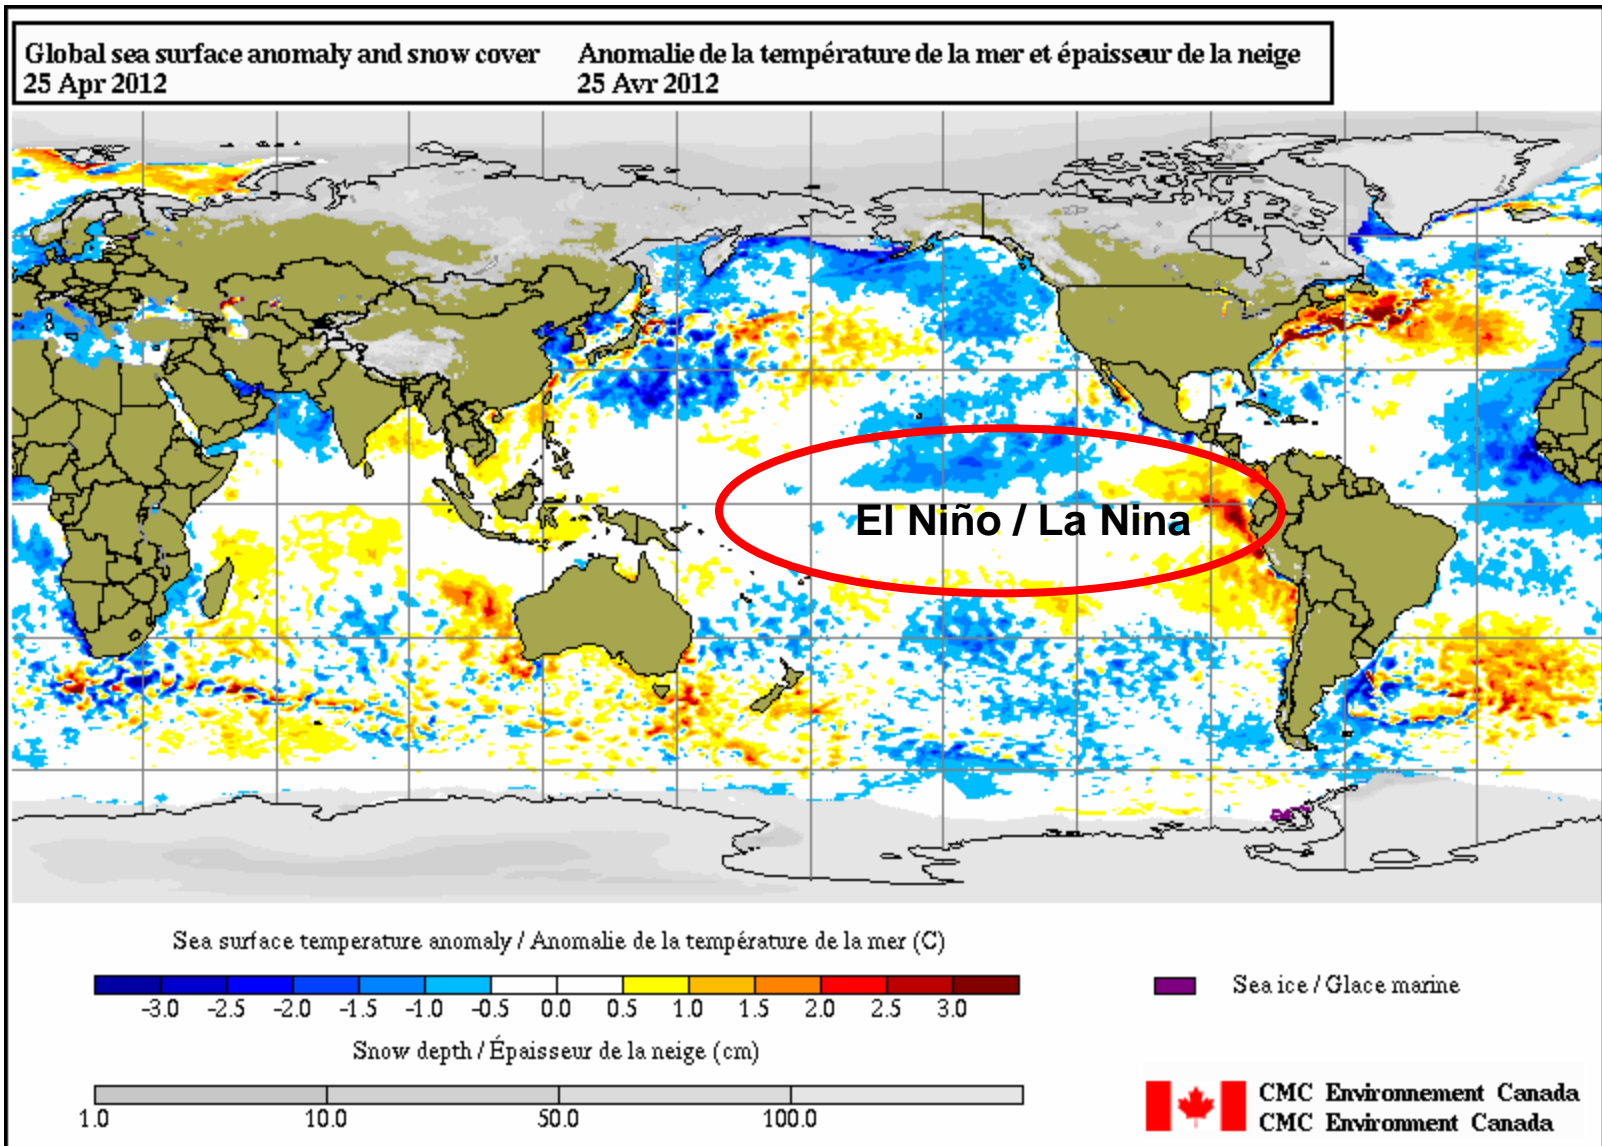 Global sea surface anomaly and snow cover
25 Apr 2012
Anomalie de la température de la mer et épaisseur de la neige
25 Avr 2012
El Niño / La Nina
Sea surface temperature anomaly / Anomalie de la température de la mer (C)
-3.0 -2.5 -2.0 -1.5 -1.0 -0.5 0.0 0.5 1.0 1.5 2.0 2.5 3.0
Sea ice / Glace marine
Snow depth / Épaisseur de la neige (cm)
1.0 10.0 50.0 100.0
CMC Environnement Canada
CMC Environment Canada